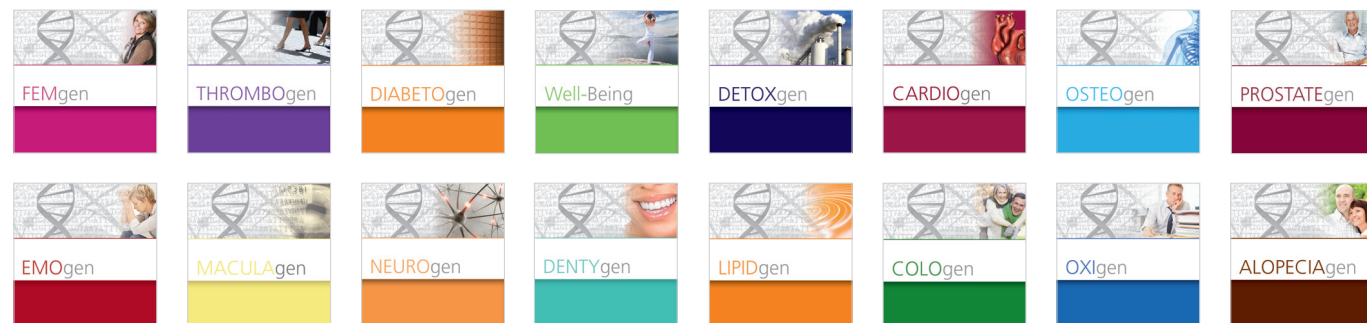 FEMgen
THROMBOgen
DIABETOgen
Well-Being
DETOXgen
CARDIOgen
OSTEOgen
PROSTATEgen
EMOgen
MACULAgen
NEUROgen
DENTYgen
LIPIDgen
COLOgen
OXIgen
ALOPECIAgen